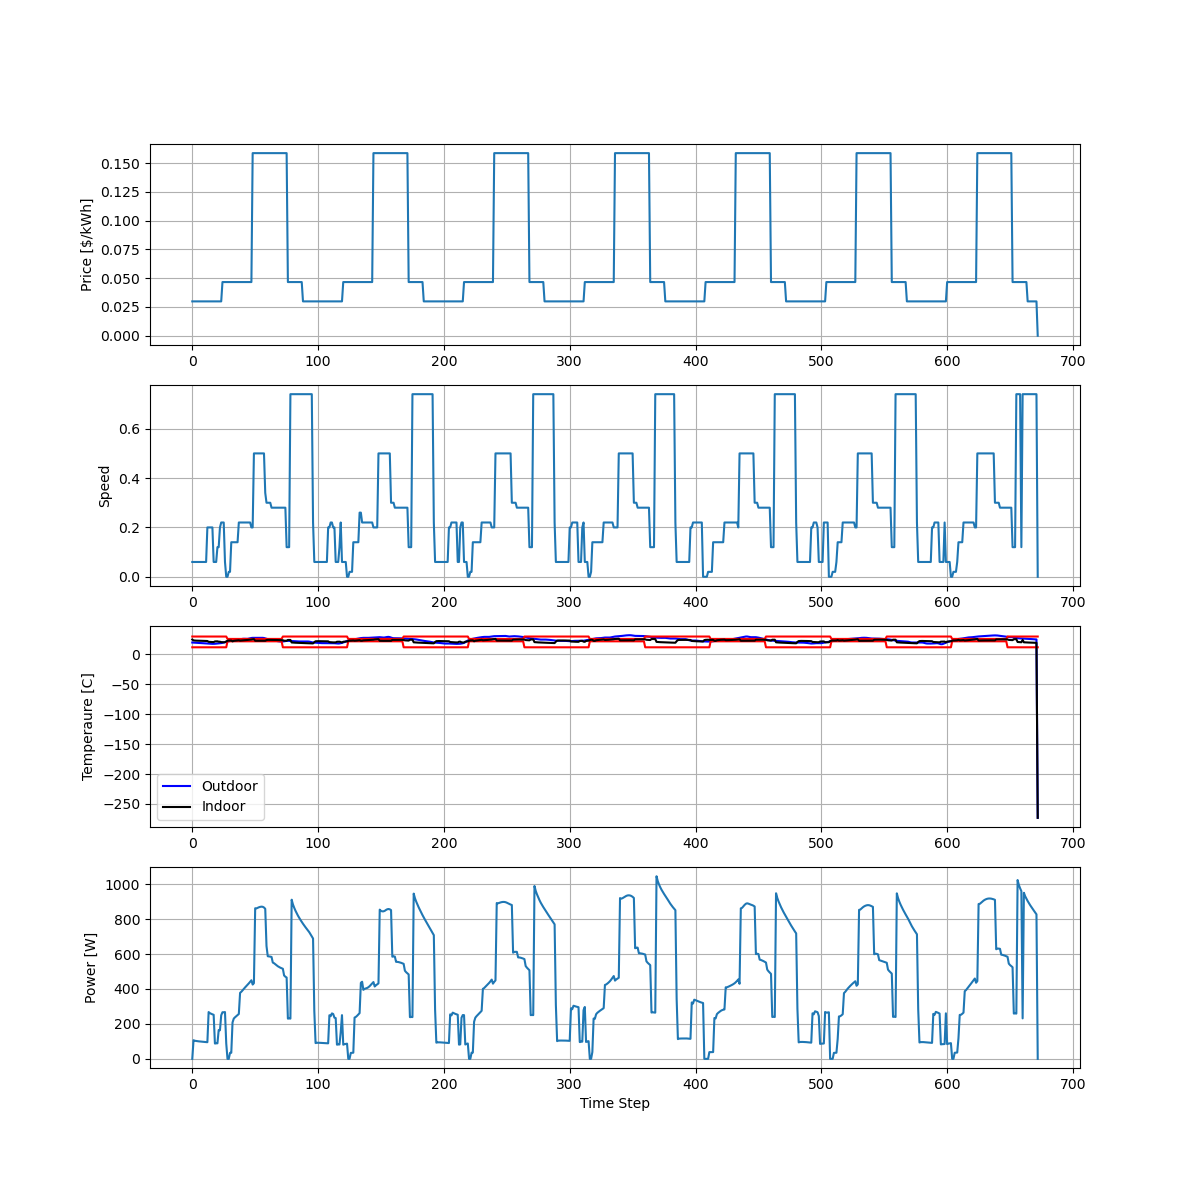 0.150
0.125
0.100
0.075
0.050
0.025
0.000
Price [$/kWh]
0 100 200 300 400 500 600 700
0.6
0.4
0.2
0.0
Speed
0 100 200 300 400 500 600 700
0
−50
−100
−150
−200
−250
Temperaure [C]
Outdoor
Indoor
0 100 200 300 400 500 600 700
1000
800
600
400
200
0
Power [W]
0 100 200 300 400 500 600 700
Time Step